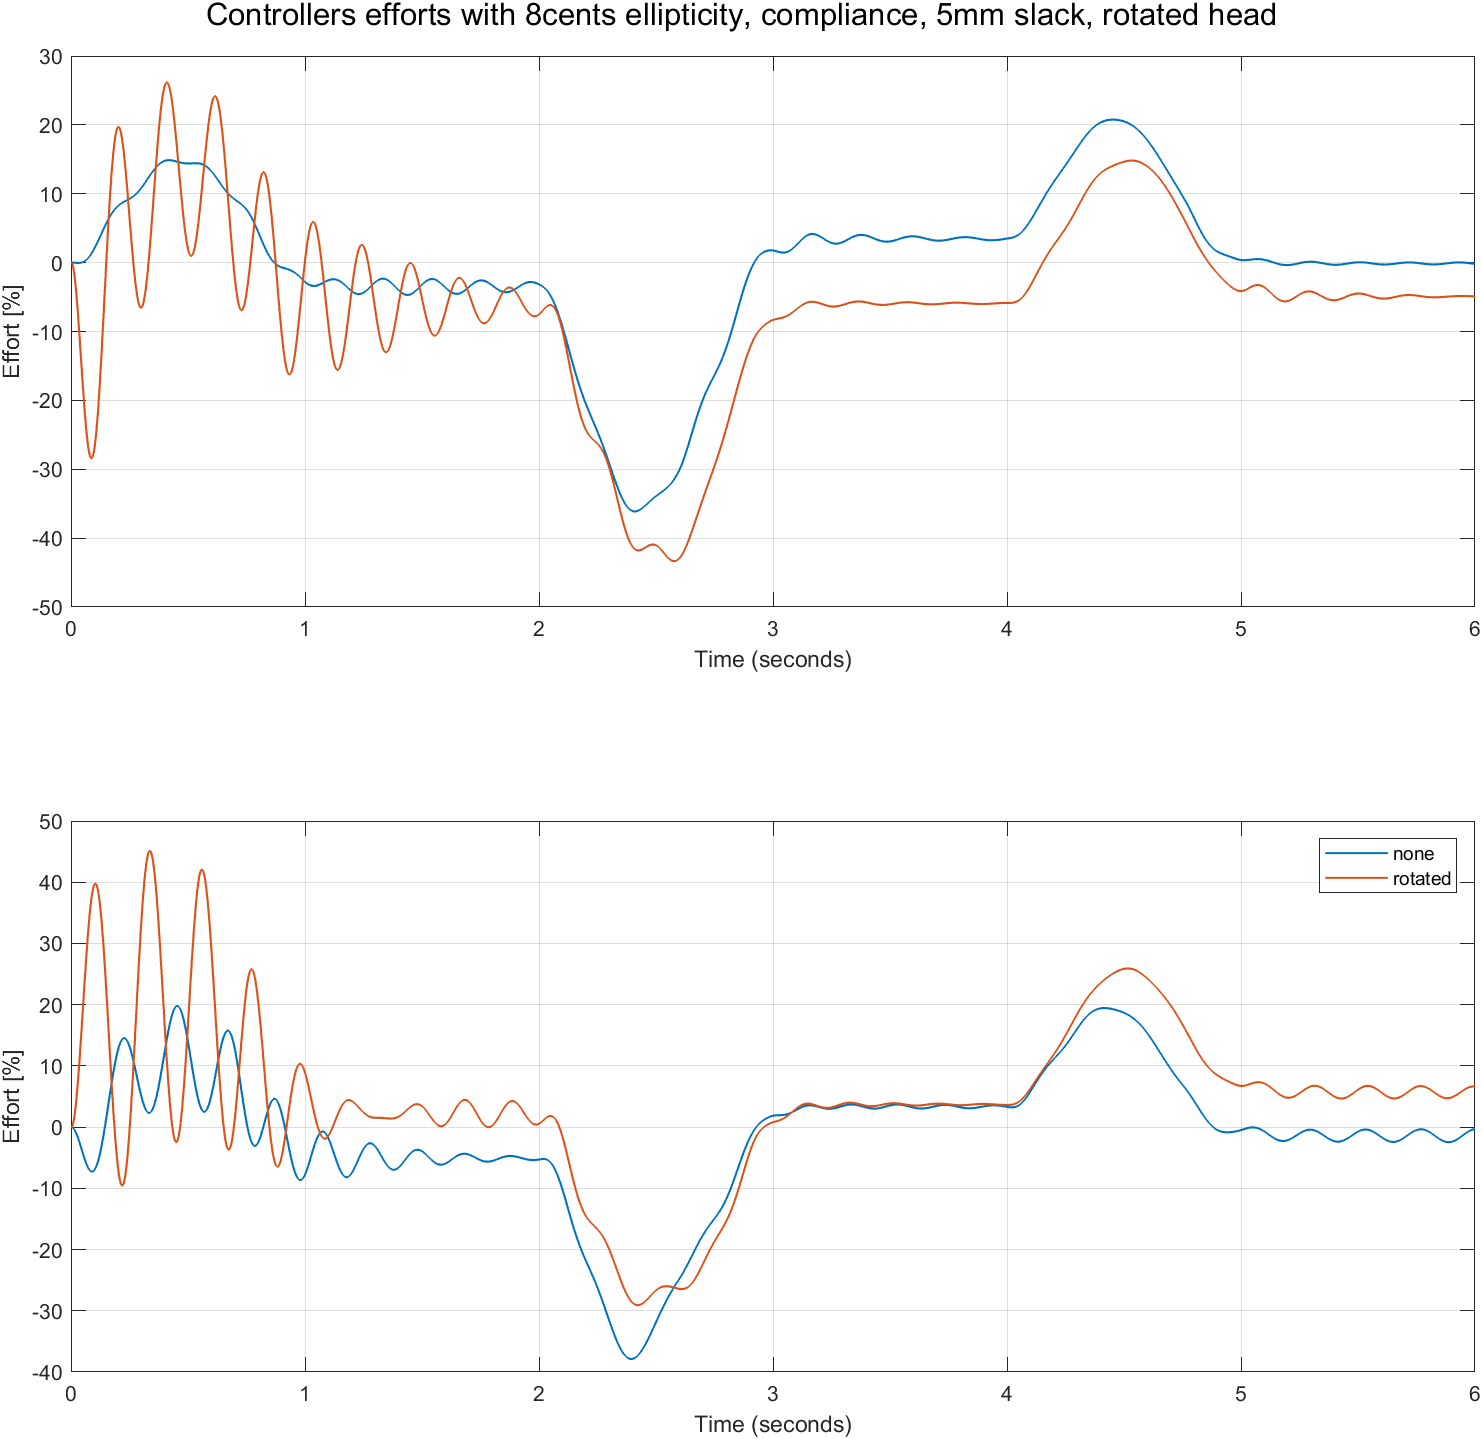 Controllers efforts with 8cents ellipticity, compliance, 5mm slack, rotated head
30
20
10
0
-10
-20
-30
-40
-50
Effort [%]
0 1 2 3 4 5 6
Time (seconds)
50
40
30
20
10
0
-10
-20
-30
-40
Effort [%]
none
rotated
0 1 2 3 4 5 6
Time (seconds)